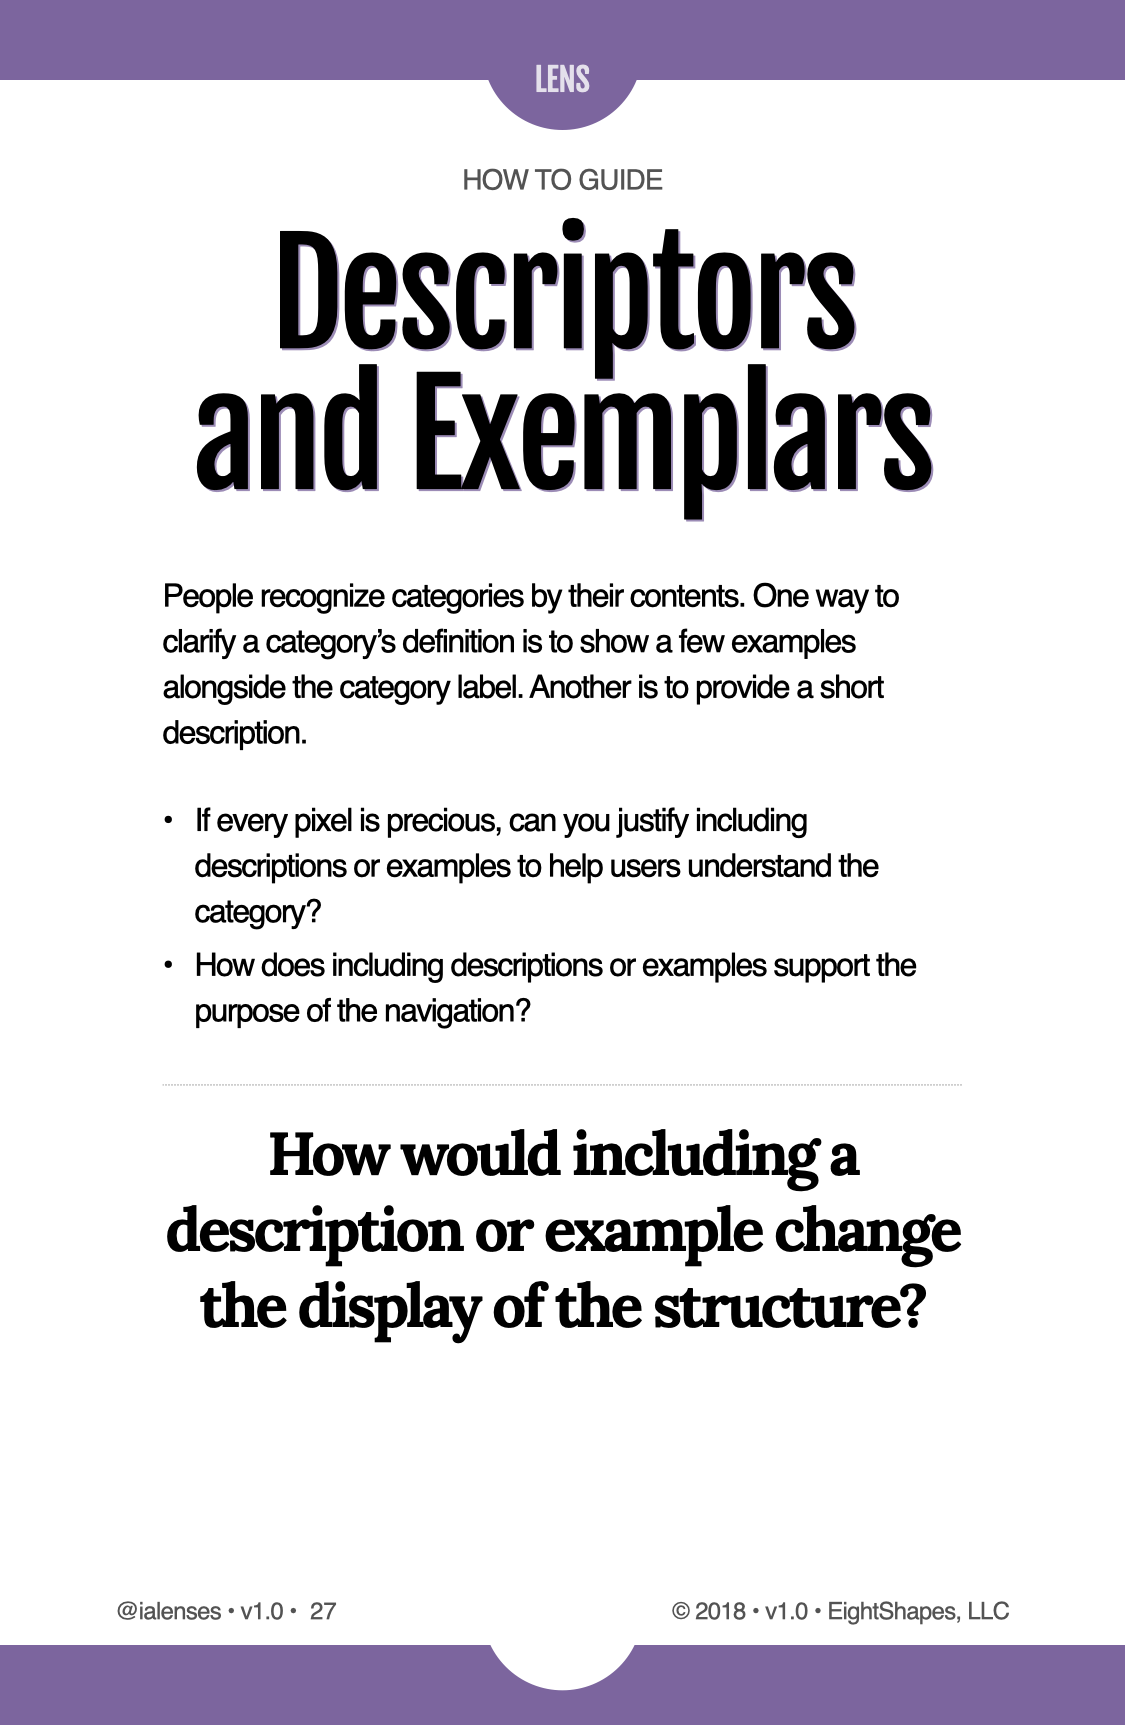 LENS
HOW TO GUIDE
Descriptors
and Exemplars
People recognize categories by their contents. One way to
clarify a category’s definition is to show a few examples
alongside the category label. Another is to provide a short
description.
• If every pixel is precious, can you justify including
descriptions or examples to help users understand the
category?
• How does including descriptions or examples support the
purpose of the navigation?
How would including a
description or example change
the display of the structure?
@ialenses • v1.0 • 27
© 2018 • v1.0 • EightShapes, LLC